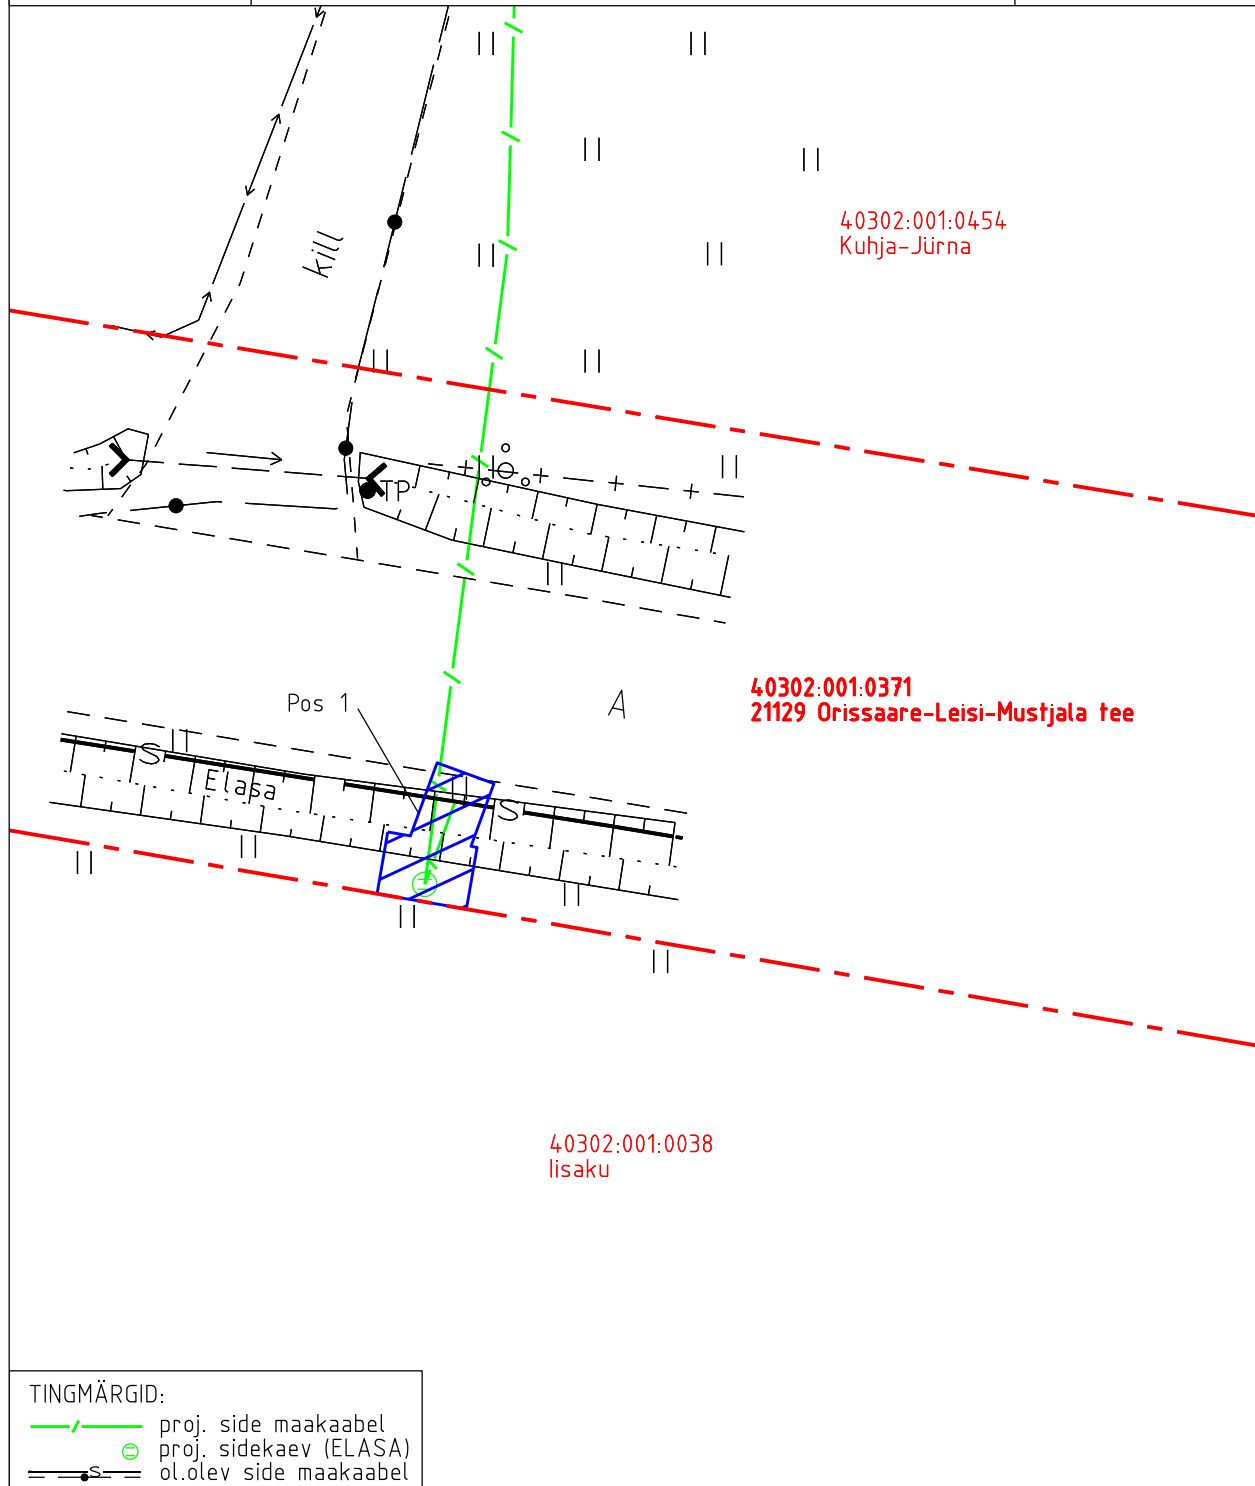 40302:001:0454
Kuhja-Jürna
kill
TP
40302:001:0371
21129 Orissaare-Leisi-Mustjala tee
A
Pos 1
S
Elasa
S
40302:001:0038
Iisaku
TINGMÄRGID:
proj. side maakaabel
proj. sidekaev (ELASA)
S
ol.olev side maakaabel